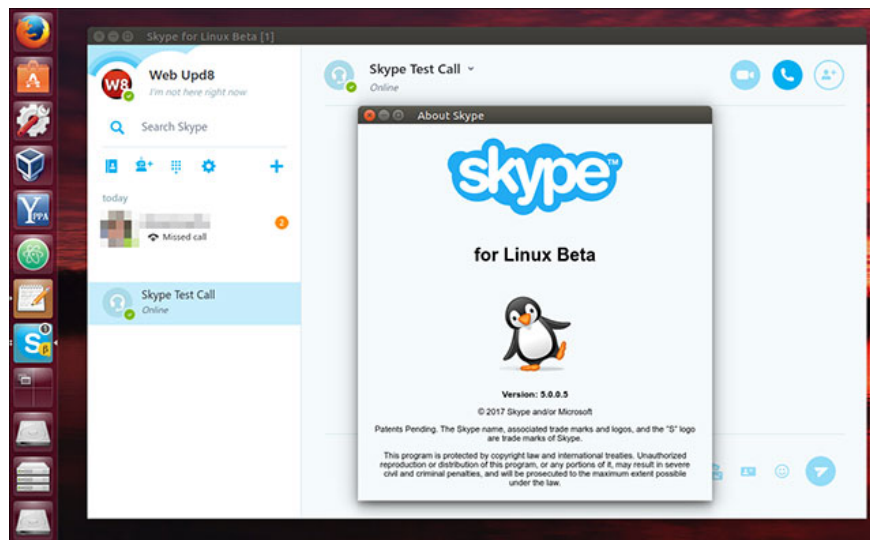 Skype for Linux Beta [1]
W8
Web Upd8
I'm not here right now
Search Skype
today
2
Missed call
Skype Test Call
Online
Skype Test Call
Online
About Skype
skype™
for Linux Beta
Version: 5.0.0.5
© 2017 Skype and/or Microsoft
Patents Pending. The Skype name, associated trade marks and logos, and the "S" logo
are trade marks of Skype.
This program is protected by copyright law and international treaties. Unauthorized
reproduction or distribution of this program, or any portions of it, may result in severe
civil and criminal penalties, and will be prosecuted to the maximum extent possible
under the law.
A
Y PPA
S
1
β